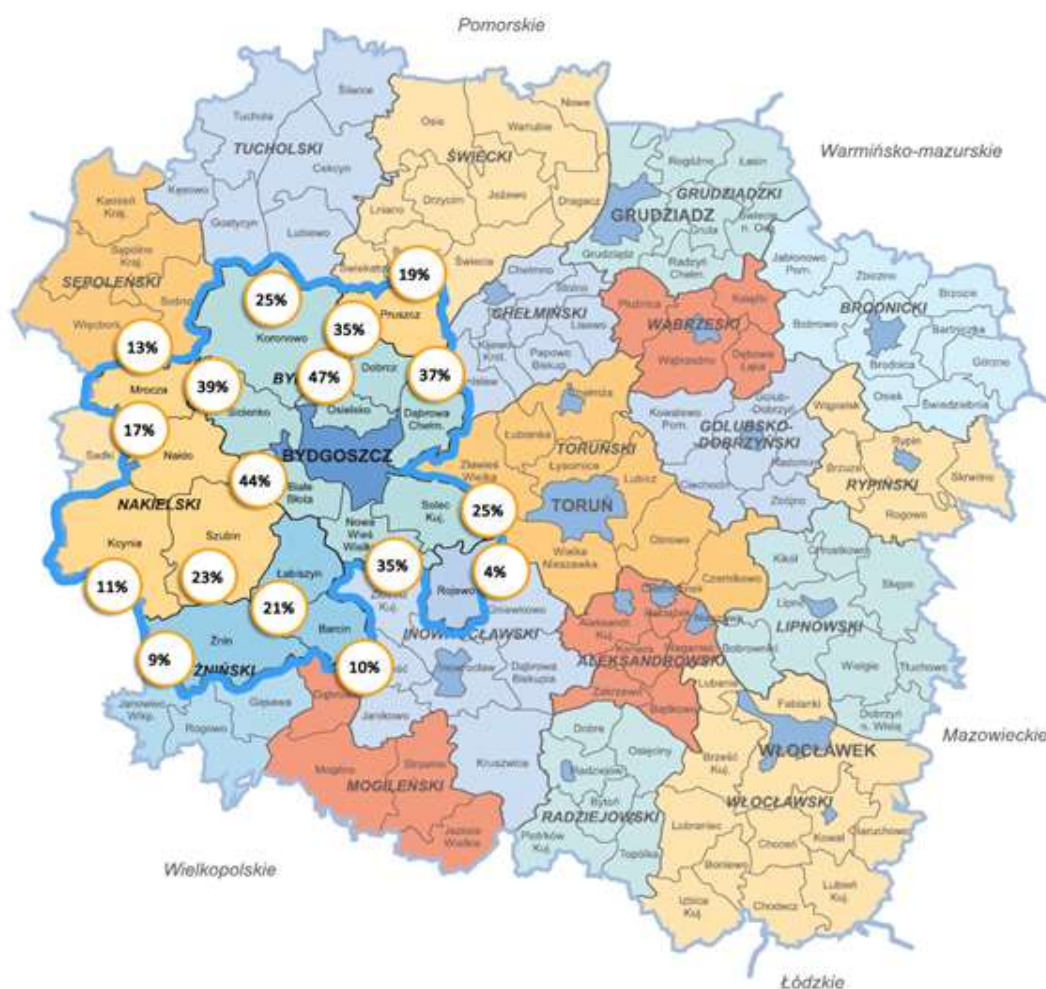 Pomorskie
Śliwice
Tuchola
Nowe
Osie
Warlubie
TUCHOLSKI
ŚWIECKI
Cekcyn
Rogóźno
Łasin
Warmińsko-mazurskie
Kęsowo
GRUDZIĄDZKI
Kamień
Kraj.
Drzycim
Jeżewo
Dragacz
GRUDZIĄDZ
Lniano
Gostycyn
Gruta
Świecie
n. Osą
Lubiewo
Grudziądz
Radzyń
Chełm.
Sępólno
Kraj.
Świecie
Jabłonowo
Pom.
Zbiczno
SĘPOLEŃSKI
19%
Chełmno
Brzozie
25%
Stolno
Płużnica
Książki
BRODNICKI
Więcbork
35%
Pruszcz
CHEŁMIŃSKI
WĄBRZESKI
Bobrowo
Bartniczka
13%
Koronowo
Lisewo
Kijewo
Król.
Papowo
Biskup.
Wąbrzeźno
Dębowa
Łąka
Brodnica
Górzno
Mrocza
39%
47%
Dobrcz
37%
Osiek
Świedziebnia
Sicienko
Osielsko
Dąbrowa
Chełm.
Kowalewo
Pom.
Golub-
Dobrzyń
Wąpielsk
17%
Łubianka
TORUŃSKI
GOLUBSKO-
DOBRZYŃSKI
Rypin
Sadki
Nakło
BYDGOSZCZ
Zławieś
Wielka
Łysomice
Radomin
Brzuze
RYPIŃSKI
Skrwilno
44%
Białe
Błota
Lubicz
Ciechocin
NAKIELSKI
Solec
Kuj.
25%
TORUŃ
Zbójno
Rogowo
Kcynia
Szubin
Nowa
Wieś
Wielka
Obrowo
Kikół
Chrostkowo
11%
23%
Łabiszyn
35%
4%
Wielka
Nieszawka
Skępe
21%
Rojewo
Gniewkowo
Czernikowo
Lipno
LIPNOWSKI
Żnin
Barcin
INOWROCŁAWSKI
Aleksandr.
Kuj.
9%
ŻNIŃSKI
10%
Inowrocław
Dąbrowa
Biskupia
ALEKSANDROWSKI
Bobrowniki
Wielgie
Tłuchowo
Janowiec
Wlkp.
Gąsawa
Zakrzewo
Lubanie
Rogowo
Janikowo
Bądkowo
Fabianki
Dobrzyń
n. Wisłą
Dobre
Mazowieckie
Mogilno
Strzelno
Kruszwica
Osięciny
Brześć
Kuj.
WŁOCŁAWEK
MOGILEŃSKI
Radziejów
WŁOCŁAWSKI
Bytoń
RADZIEJOWSKI
Lubraniec
Jeziora
Wielkie
Piotrków
Kuj.
Choceń
Kowal
Topólka
Boniewo
Wielkopolskie
Izbica
Kuj.
Chodecz
Lubień
Kuj.
Łódzkie